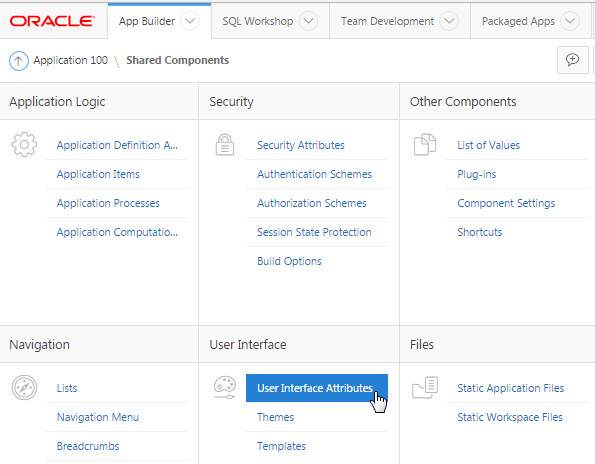 ORACLE App Builder SQL Workshop Team Development Packaged Apps
Application 100 \ Shared Components
Application Logic
Application Definition A...
Application Items
Application Processes
Application Computatio...
Security
Security Attributes
Authentication Schemes
Authorization Schemes
Session State Protection
Build Options
Other Components
List of Values
Plug-ins
Component Settings
Shortcuts
Navigation
Lists
Navigation Menu
Breadcrumbs
User Interface
User Interface Attributes
Themes
Templates
Files
Static Application Files
Static Workspace Files